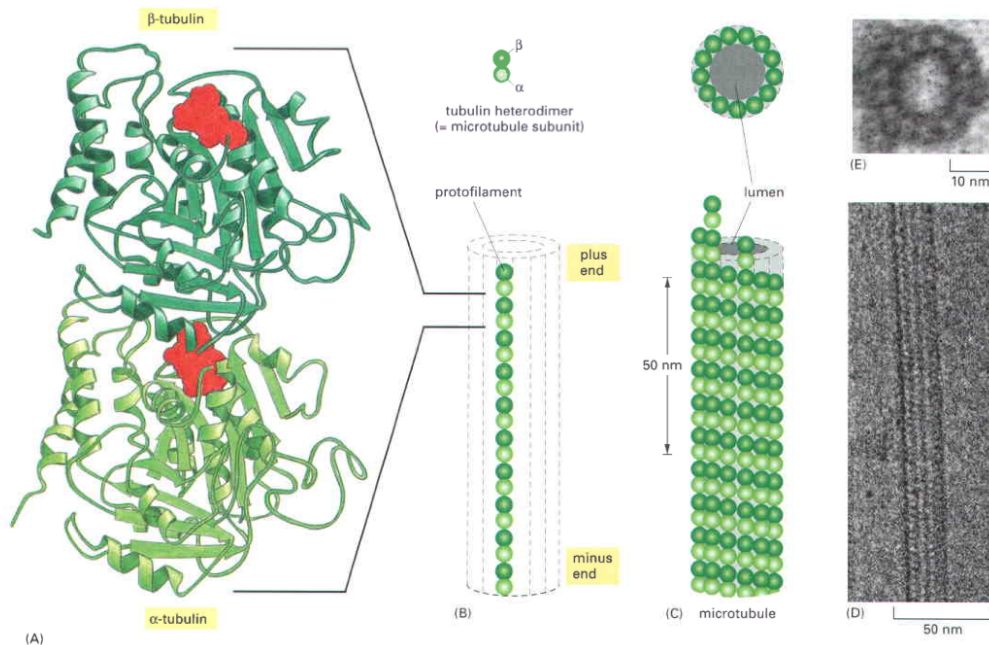 β-tubulin
α-tubulin
(A)
β
α
tubulin heterodimer
(= microtubule subunit)
protofilament
plus
end
minus
end
(B)
lumen
50 nm
(C)
microtubule
(E)
10 nm
(D)
50 nm